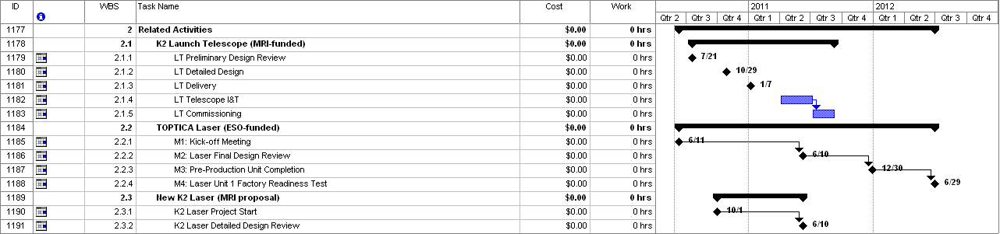 ID WBS Task Name Cost Work 2011 2012
Qtr 2 Qtr 3 Qtr 4 Qtr 1 Qtr 2 Qtr 3 Qtr 4 Qtr 1 Qtr 2 Qtr 3 Qtr 4
1177 2 Related Activities $0.00 0 hrs
1178 2.1 K2 Launch Telescope (MRI-funded) $0.00 0 hrs
1179 2.1.1 LT Preliminary Design Review $0.00 0 hrs 7/21
1180 2.1.2 LT Detailed Design $0.00 0 hrs 10/29
1181 2.1.3 LT Delivery $0.00 0 hrs 1/7
1182 2.1.4 LT Telescope I&T $0.00 0 hrs
1183 2.1.5 LT Commissioning $0.00 0 hrs
1184 2.2 TOPTICA Laser (ESO-funded) $0.00 0 hrs
1185 2.2.1 M1: Kick-off Meeting $0.00 0 hrs 6/11
1186 2.2.2 M2: Laser Final Design Review $0.00 0 hrs 6/10
1187 2.2.3 M3: Pre-Production Unit Completion $0.00 0 hrs 12/30
1188 2.2.4 M4: Laser Unit 1 Factory Readiness Test $0.00 0 hrs 6/29
1189 2.3 New K2 Laser (MRI proposal) $0.00 0 hrs
1190 2.3.1 K2 Laser Project Start $0.00 0 hrs 10/1
1191 2.3.2 K2 Laser Detailed Design Review $0.00 0 hrs 6/10